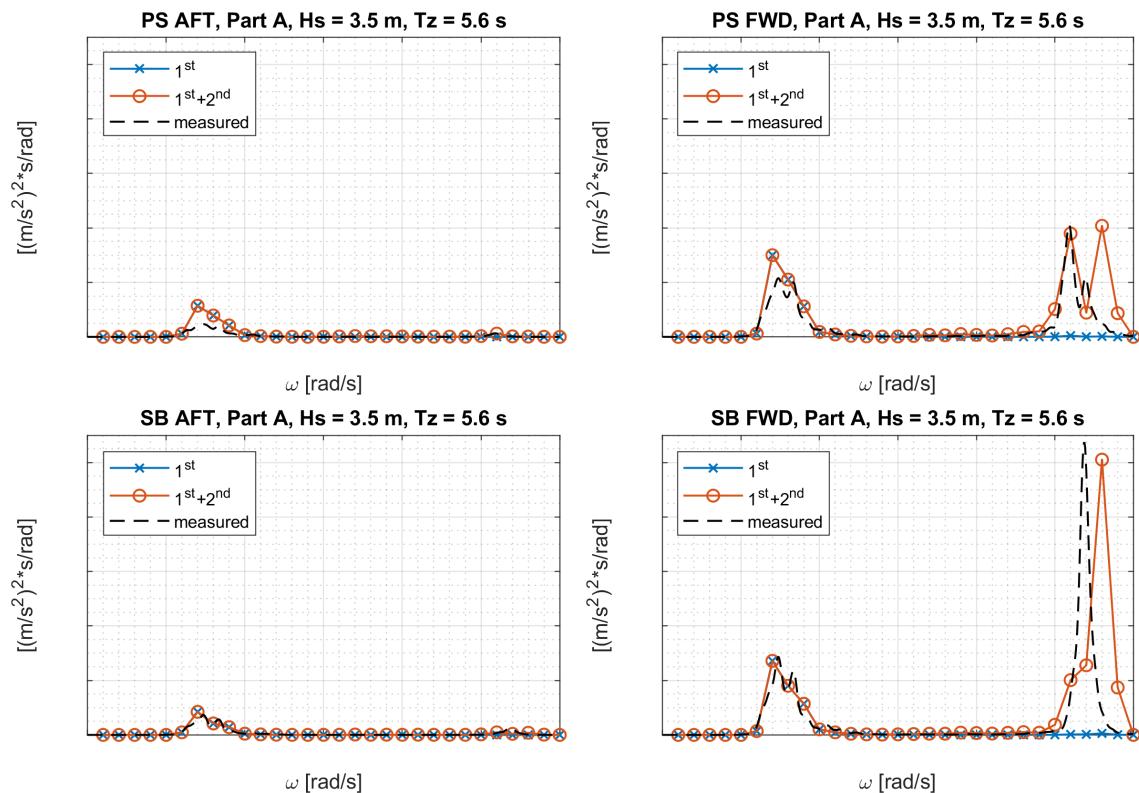 PS AFT, Part A, Hs = 3.5 m, Tz = 5.6 s
1st
1st+2nd
measured
[(m/s2)2*s/rad]
ω [rad/s]
PS FWD, Part A, Hs = 3.5 m, Tz = 5.6 s
1st
1st+2nd
measured
[(m/s2)2*s/rad]
ω [rad/s]
SB AFT, Part A, Hs = 3.5 m, Tz = 5.6 s
1st
1st+2nd
measured
[(m/s2)2*s/rad]
ω [rad/s]
SB FWD, Part A, Hs = 3.5 m, Tz = 5.6 s
1st
1st+2nd
measured
[(m/s2)2*s/rad]
ω [rad/s]